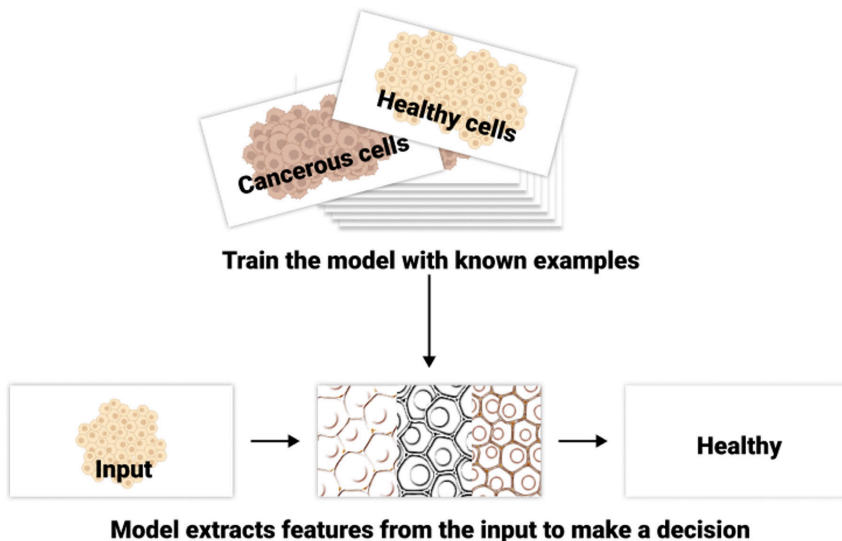 Healthy cells
Cancerous cells
Train the model with known examples
Input
Healthy
Model extracts features from the input to make a decision